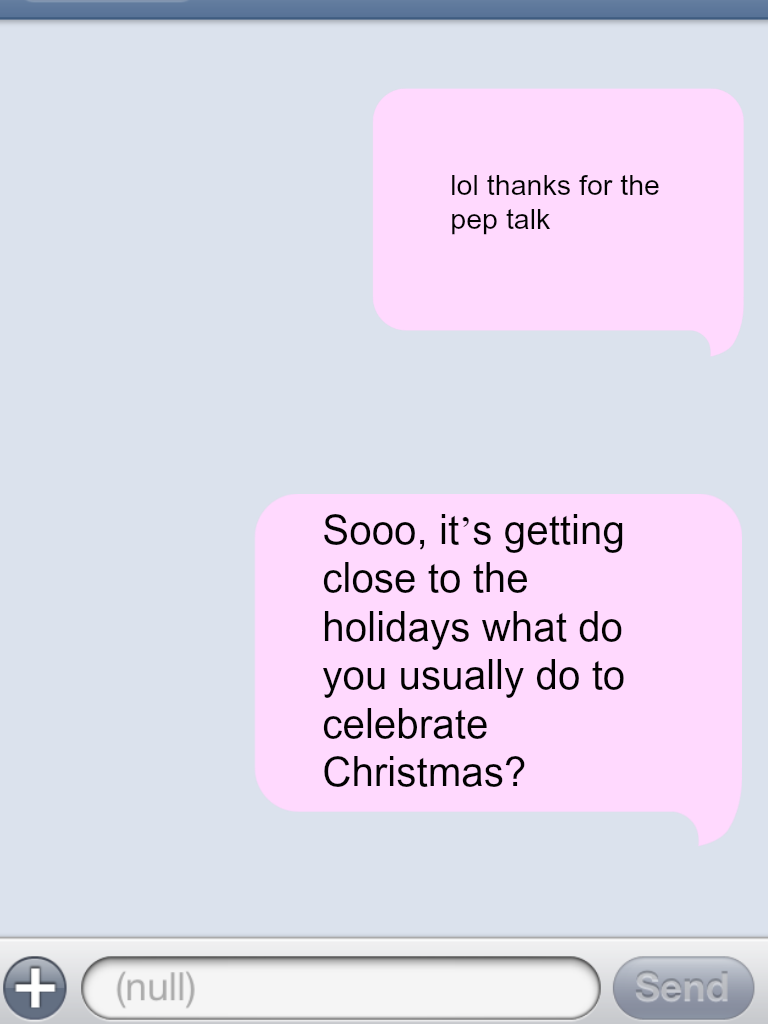 lol thanks for the
pep talk
Sooo, it’s getting
close to the
holidays what do
you usually do to
celebrate
Christmas?
(null)
Send